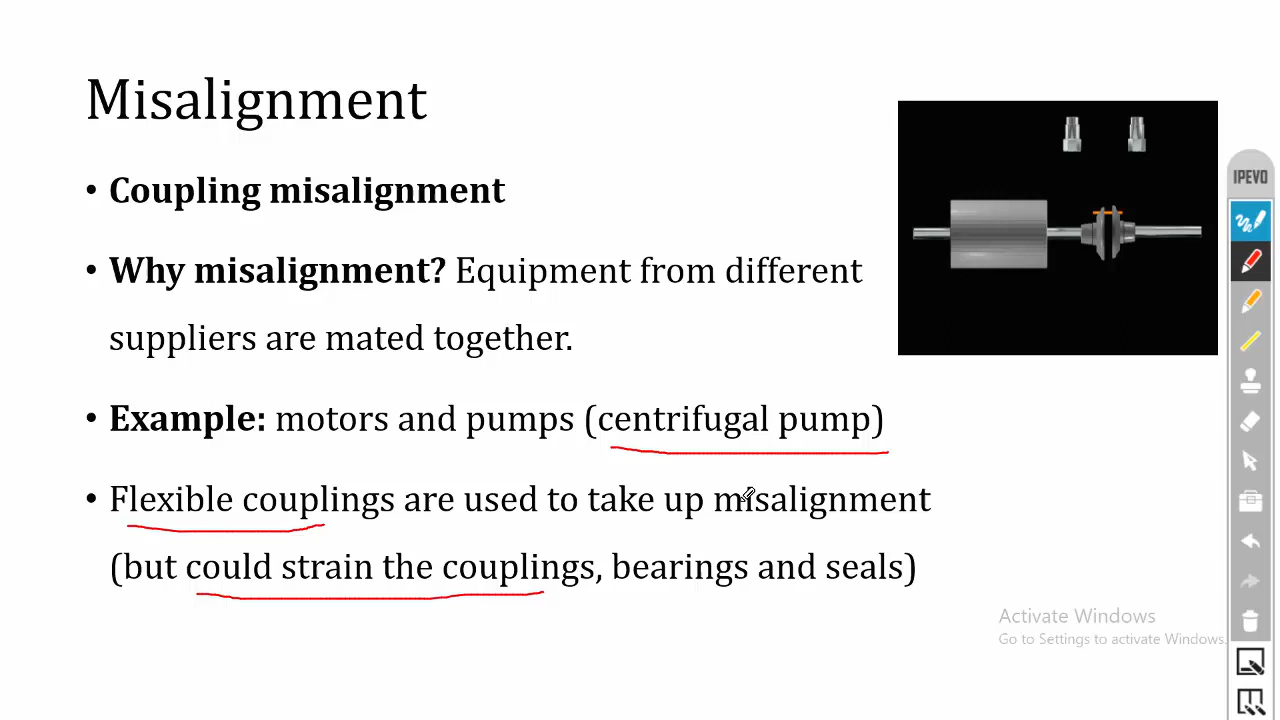 Misalignment
• Coupling misalignment
• Why misalignment? Equipment from different
suppliers are mated together.
• Example: motors and pumps (centrifugal pump)
• Flexible couplings are used to take up misalignment
(but could strain the couplings, bearings and seals)
IPEVO
Activate Windows
Go to Settings to activate Windows.